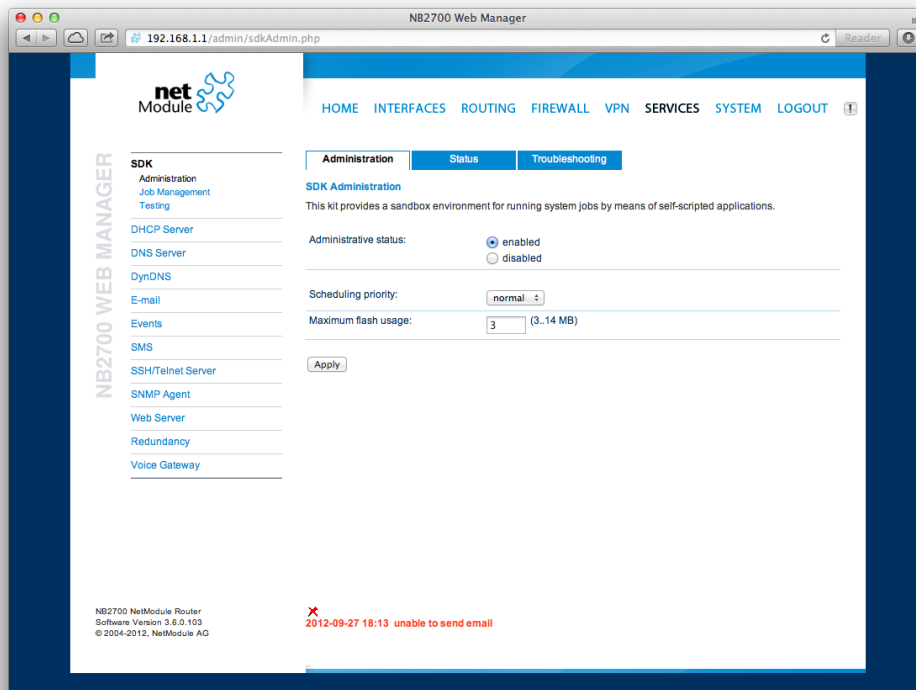 NB2700 Web Manager
192.168.1.1/admin/sdkAdmin.php
Reader
net
Module
HOME INTERFACES ROUTING FIREWALL VPN SERVICES SYSTEM LOGOUT !
NB2700 WEB MANAGER
SDK
Administration
Job Management
Testing
DHCP Server
DNS Server
DynDNS
E-mail
Events
SMS
SSH/Telnet Server
SNMP Agent
Web Server
Redundancy
Voice Gateway
Administration Status Troubleshooting
SDK Administration
This kit provides a sandbox environment for running system jobs by means of self-scripted applications.
Administrative status: enabled
disabled
Scheduling priority: normal
Maximum flash usage: 3 (3..14 MB)
Apply
NB2700 NetModule Router
Software Version 3.6.0.103
© 2004-2012, NetModule AG
2012-09-27 18:13 unable to send email